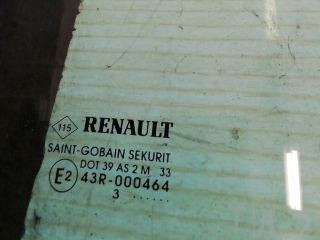 115 RENAULT
SAINT-GOBAIN SEKURIT
DOT 39 AS 2 M 33
E2 43R-000464
3 ......